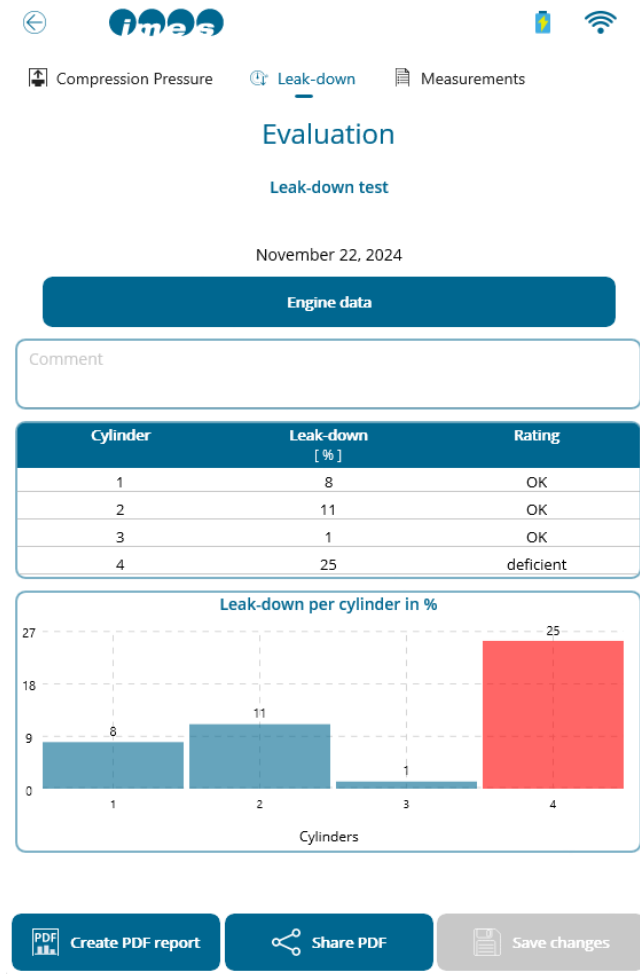 imes
Compression Pressure Leak-down Measurements
Evaluation
Leak-down test
November 22, 2024
Engine data
Comment
Cylinder Leak-down Rating
[ % ]
1 8 OK
2 11 OK
3 1 OK
4 25 deficient
Leak-down per cylinder in %
27
25
18
11
9
8
1
0
1 2 3 4
Cylinders
PDF Create PDF report Share PDF Save changes